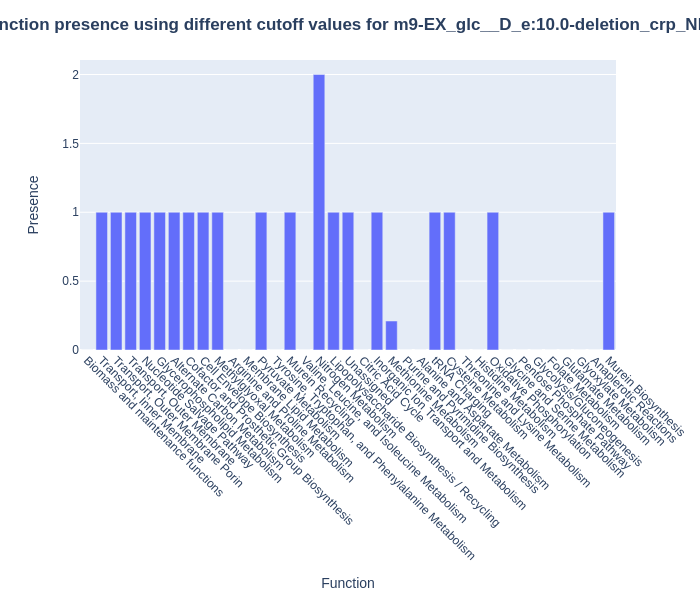 nction presence using different cutoff values for m9-EX_glc__D_e:10.0-deletion_crp_
Presence
2
1.5
1
0.5
0
Biomass and maintenance functions
Transport, Inner Membrane
Transport, Outer Membrane
Transport, Outer Membrane Porin
Nucleotide Salvage Pathway
Glycerophospholipid Metabolism
Alternate Carbon Metabolism
Cofactor and Prosthetic Group Biosynthesis
Cell Envelope Biosynthesis
Methylglyoxal Metabolism
Arginine and Proline Metabolism
Membrane Lipid Metabolism
Pyruvate Metabolism
Tyrosine, Tryptophan, and Phenylalanine Metabolism
Murein Recycling
Valine, Leucine, and Isoleucine Metabolism
Nitrogen Metabolism
Lipopolysaccharide Biosynthesis / Recycling
Unassigned
Citric Acid Cycle
Inorganic Ion Transport and Metabolism
Methionine Metabolism
Purine and Pyrimidine Biosynthesis
Alanine and Aspartate Metabolism
tRNA Charging
Cysteine Metabolism
Threonine and Lysine Metabolism
Histidine Metabolism
Oxidative Phosphorylation
Glycine and Serine Metabolism
Pentose Phosphate Pathway
Glycolysis/Gluconeogenesis
Folate Metabolism
Glutamate Metabolism
Glyoxylate Metabolism
Anaplerotic Reactions
Murein Biosynthesis
Function